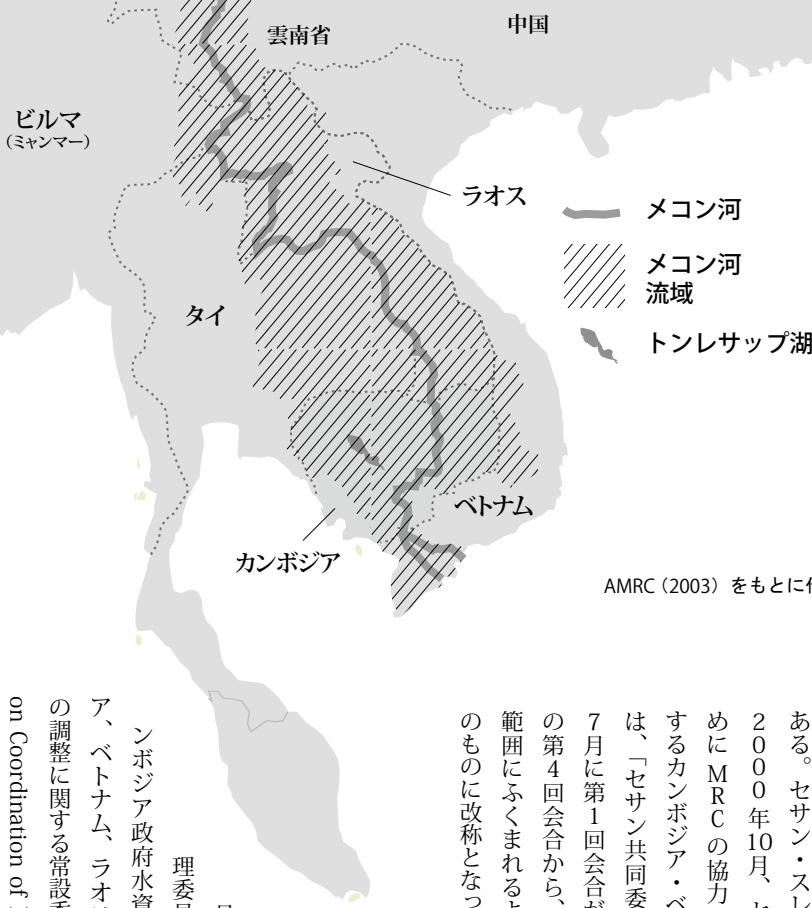 雲南省
中国
ビルマ
（ミャンマー）
ラオス
メコン河
メコン河
流域
トンレサップ湖
タイ
ベトナム
カンボジア
AMRC（2003）をもとに
ある。セサン・スレ
2000年10月、
めにMRCの協力
するカンボジア・ベ
は、「セサン共同委
7月に第1回会合が
の第4回会合から、
範囲にふくまれると
のものに改称となっ
理委員
ンボジア政府水資
ア、ベトナム、ラオ
の調整に関する常設委
on Coordination of